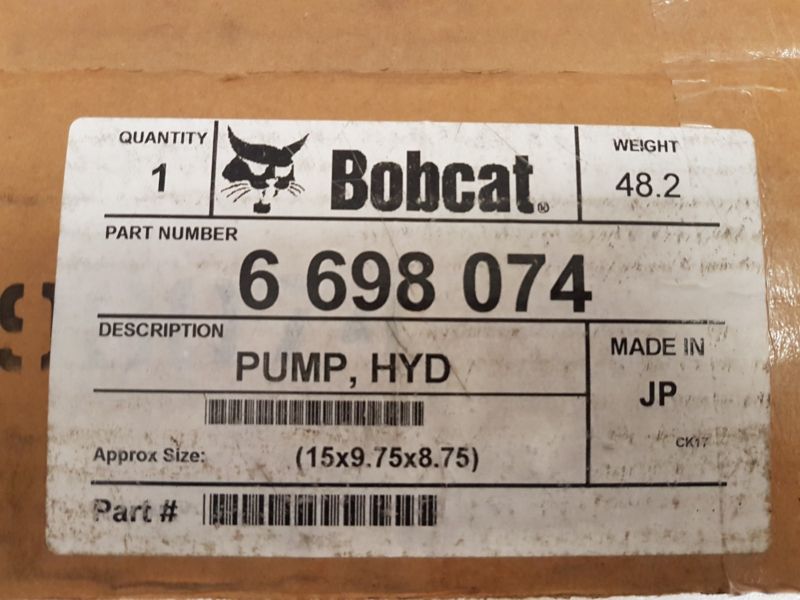 QUANTITY
1
Bobcat®
WEIGHT
48.2
PART NUMBER
6 698 074
DESCRIPTION
PUMP, HYD
MADE IN
JP
CK17
Approx Size: (15x9.75x8.75)
Part #